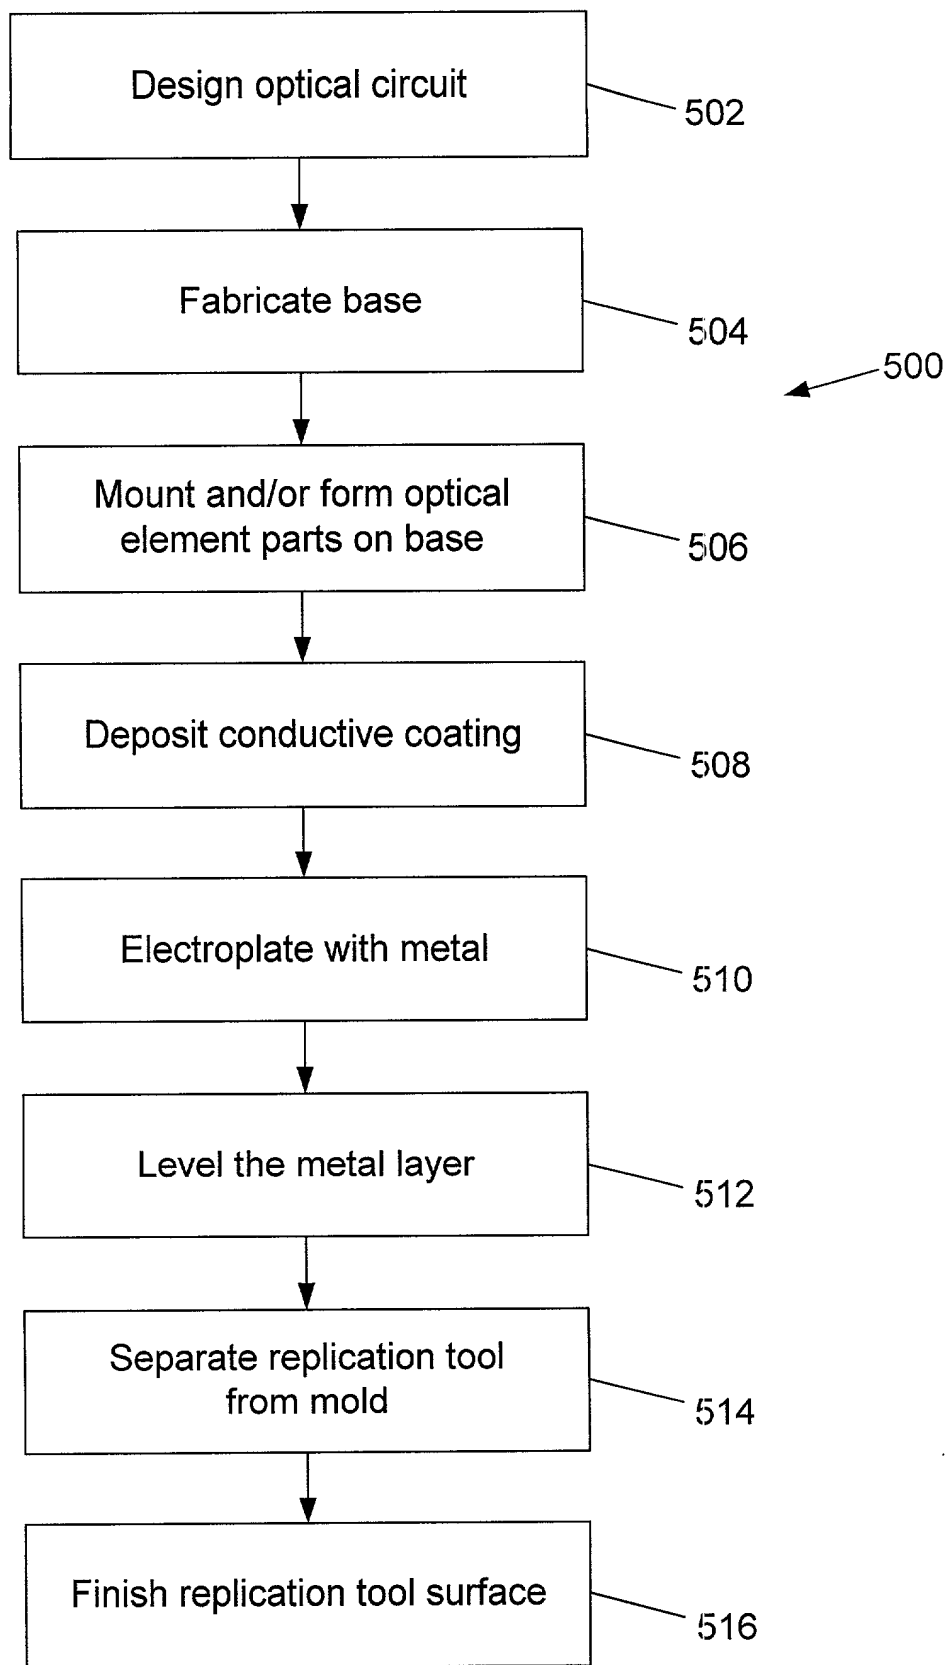 Design optical circuit
502
Fabricate base
504
500
Mount and/or form optical
element parts on base
506
Deposit conductive coating
508
Electroplate with metal
510
Level the metal layer
512
Separate replication tool
from mold
514
Finish replication tool surface
516